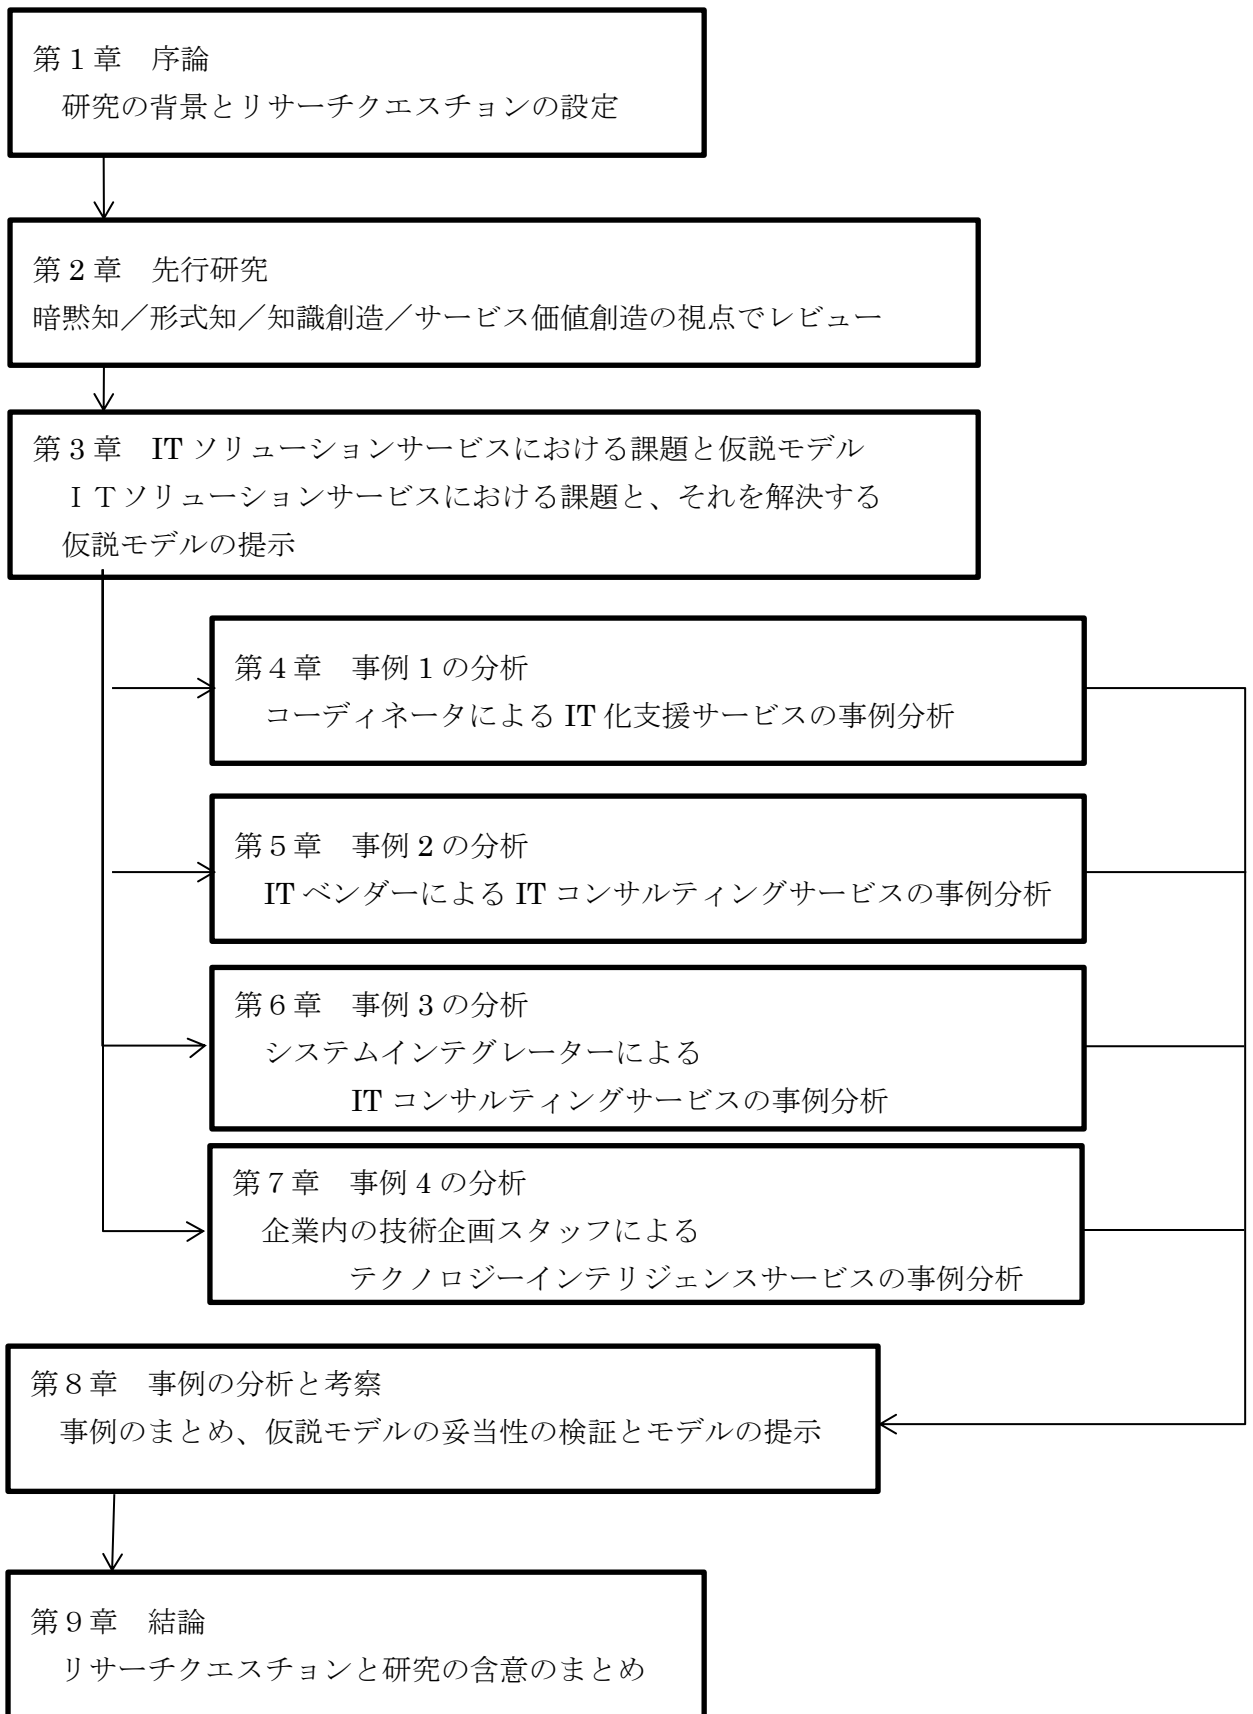 第1章　序論
研究の背景とリサーチクエスチョンの設定
第2章　先行研究
暗黙知／形式知／知識創造／サービス価値創造の視点でレビュー
第3章　ITソリューションサービスにおける課題と仮説モデル
ＩＴソリューションサービスにおける課題と、それを解決する
仮説モデルの提示
第4章　事例1の分析
コーディネータによるIT化支援サービスの事例分析
第5章　事例2の分析
ITベンダーによるITコンサルティングサービスの事例分析
第6章　事例3の分析
システムインテグレーターによる
ITコンサルティングサービスの事例分析
第7章　事例4の分析
企業内の技術企画スタッフによる
テクノロジーインテリジェンスサービスの事例分析
第8章　事例の分析と考察
事例のまとめ、仮説モデルの妥当性の検証とモデルの提示
第9章　結論
リサーチクエスチョンと研究の含意のまとめ